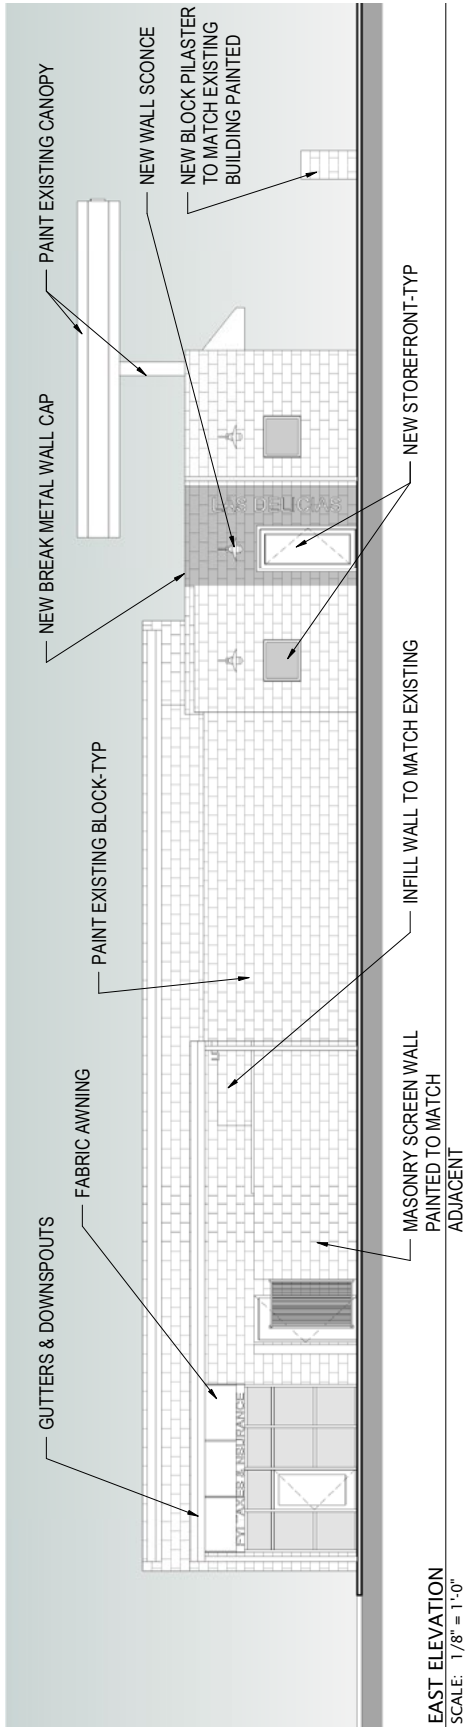 GUTTERS & DOWNSPOUTS
FABRIC AWNING
PAINT EXISTING BLOCK-TYP
NEW BREAK METAL WALL CAP
PAINT EXISTING CANOPY
NEW WALL SCONCE
NEW BLOCK PILASTER
TO MATCH EXISTING
BUILDING PAINTED
FYI TAXES & INSURANCE
LAS DELICIAS
MASONRY SCREEN WALL
PAINTED TO MATCH
ADJACENT
INFILL WALL TO MATCH EXISTING
NEW STOREFRONT-TYP
EAST ELEVATION
SCALE: 1/8" = 1'-0"